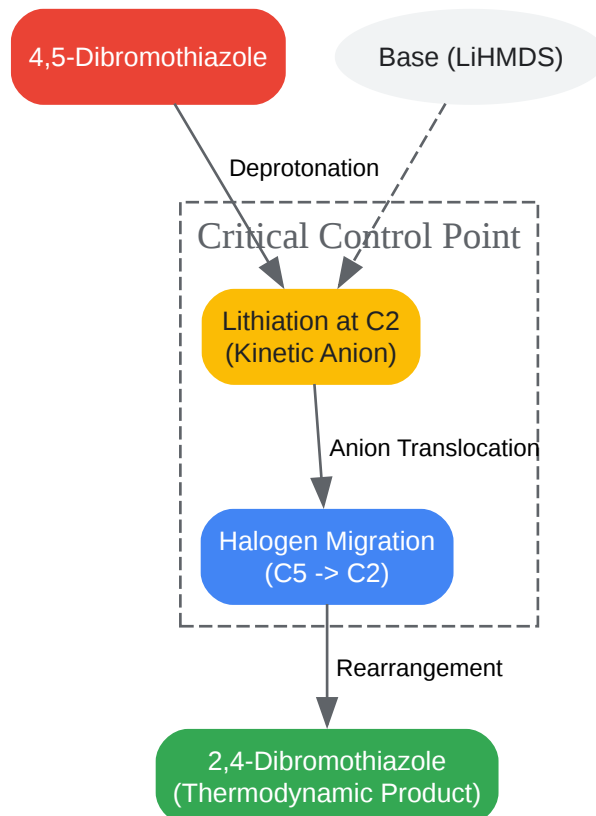 4,5-Dibromothiazole
Base (LiHMDS)
Deprotonation
Critical Control Point
Lithiation at C2
(Kinetic Anion)
Anion Translocation
Halogen Migration
(C5 -> C2)
Rearrangement
2,4-Dibromothiazole
(Thermodynamic Product)